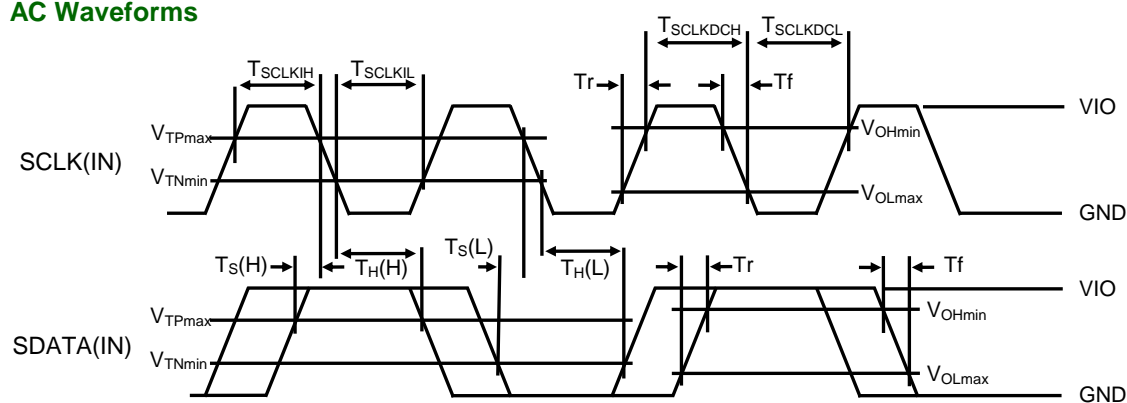 AC Waveforms
TSCLKDCH TSCLKDCL
TSCLKIH TSCLKIL Tr Tf
VIO
VTPmax VOHmin
SCLK(IN)
VTNmin VOLmax
GND
TS(H) TH(H) TS(L) TH(L) Tr Tf
VIO
VTPmax VOHmin
SDATA(IN)
VTNmin VOLmax
GND